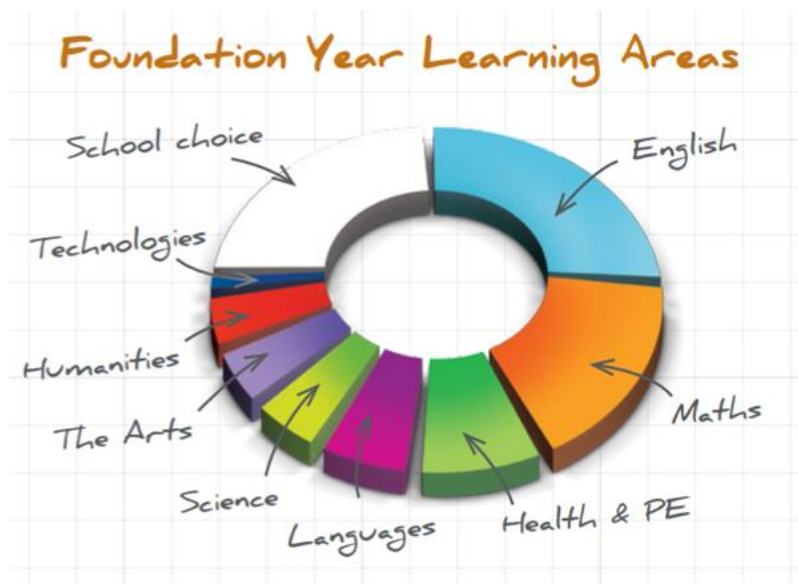 Foundation Year Learning Areas
School choice
English
Technologies
Humanities
Maths
The Arts
Science
Health & PE
Languages